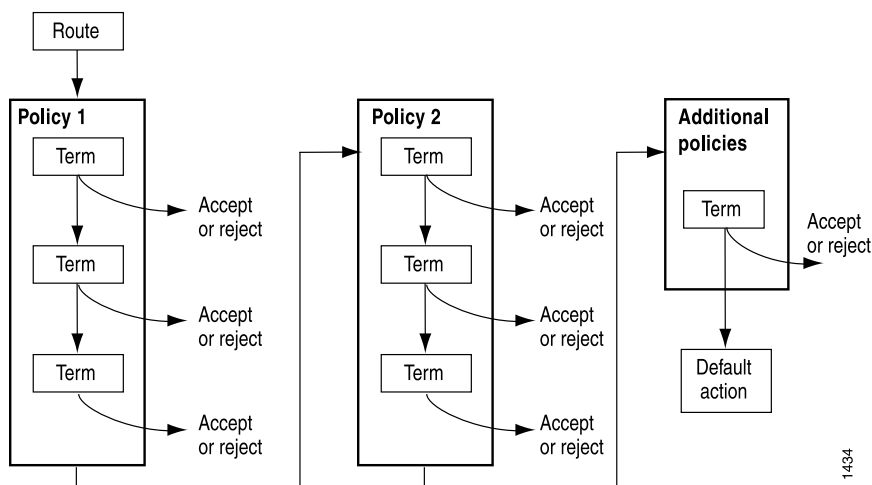 Route
Policy 1
Term
Accept
or reject
Term
Accept
or reject
Term
Accept
or reject
Policy 2
Term
Accept
or reject
Term
Accept
or reject
Term
Accept
or reject
Additional
policies
Term
Accept
or reject
Default
action
1434